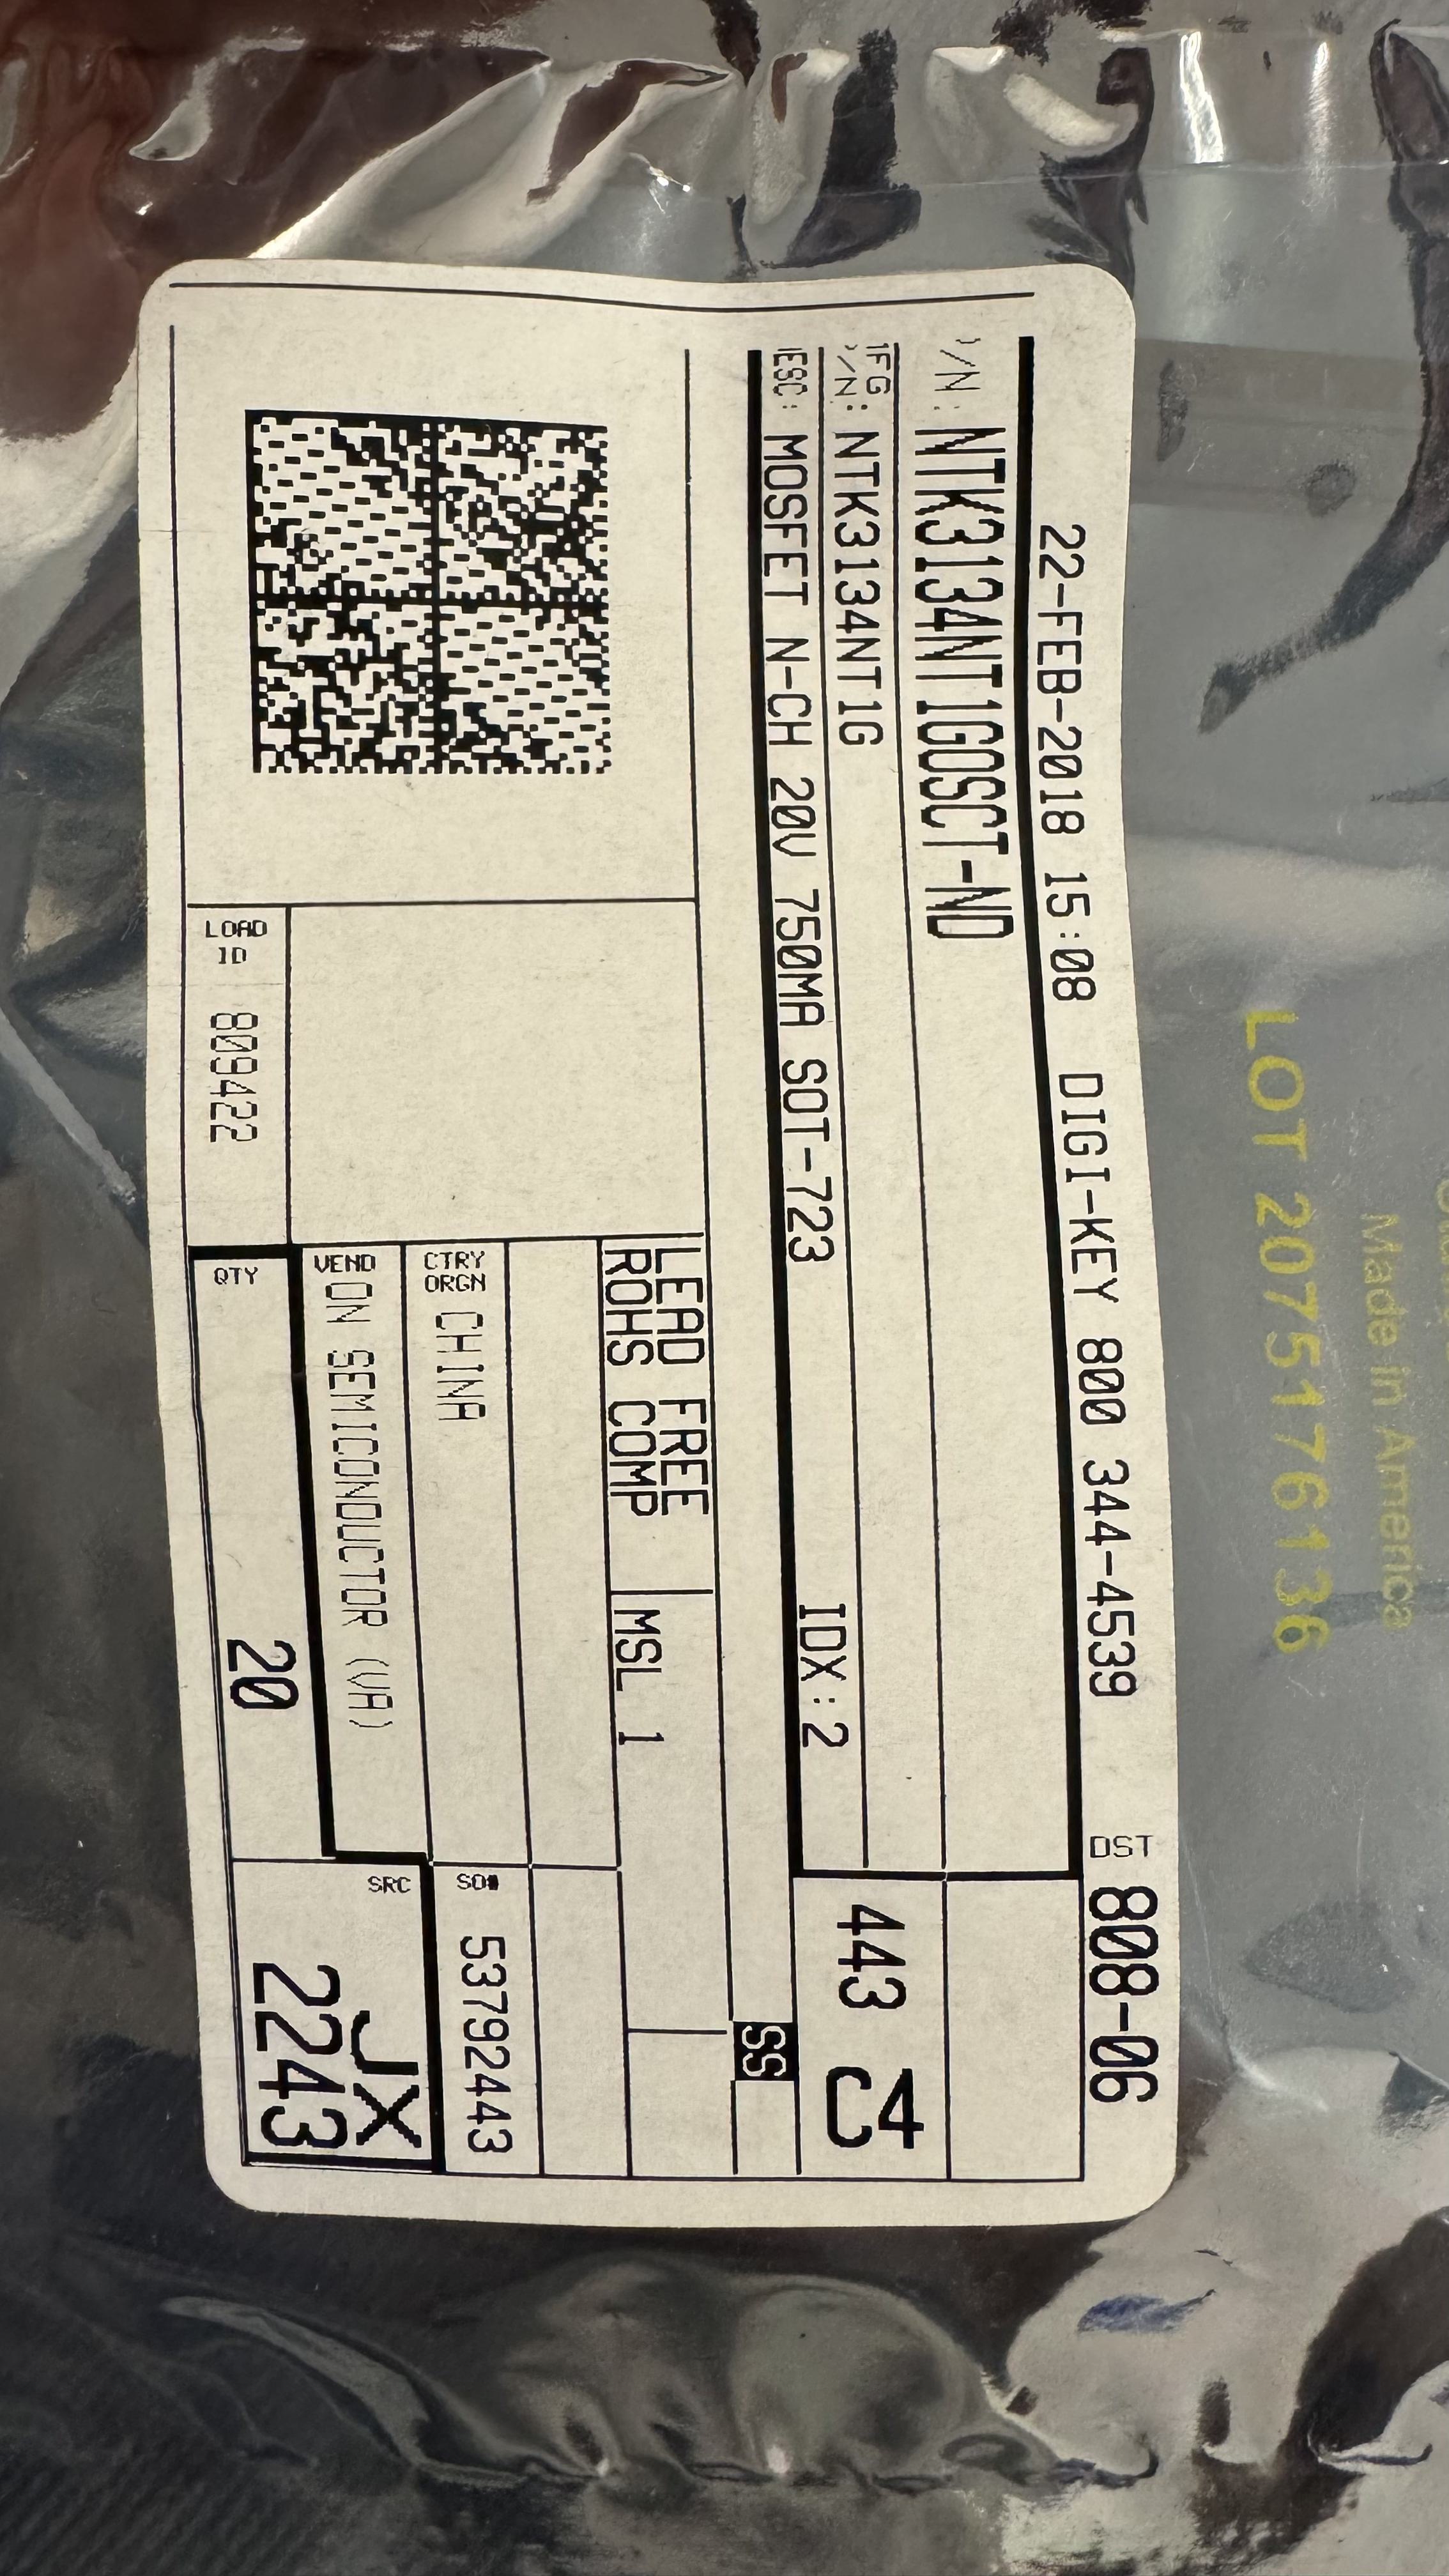 22-FEB-2018 15:08 DIGI-KEY 800 344-4539 DST 808-06
/N: NTK3134NT1GOSCT-ND
FG
/N: NTK3134NT1G
443 C4
ESC: MOSFET N-CH 20V 750MA SOT-723 IDX:2
SS
LEAD FREE
ROHS COMP
MSL 1
CTRY
ORGN CHINA
SO# 53792443
VEND ON SEMICONDUCTOR (VA)
LOAD
ID 809422
QTY 20
SRC JX
2243
Made in America
LOT 2075176136